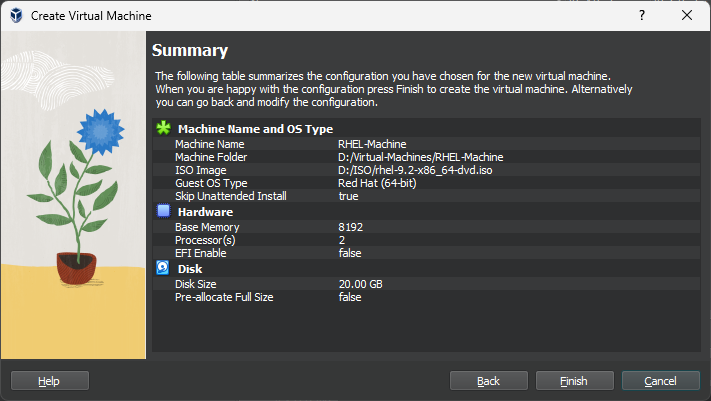 Create Virtual Machine
?
Summary
The following table summarizes the configuration you have chosen for the new virtual machine.
When you are happy with the configuration press Finish to create the virtual machine. Alternatively
you can go back and modify the configuration.
Machine Name and OS Type
Machine Name RHEL-Machine
Machine Folder D:/Virtual-Machines/RHEL-Machine
ISO Image D:/ISO/rhel-9.2-x86_64-dvd.iso
Guest OS Type Red Hat (64-bit)
Skip Unattended Install true
Hardware
Base Memory 8192
Processor(s) 2
EFI Enable false
Disk
Disk Size 20.00 GB
Pre-allocate Full Size false
Help Back Finish Cancel